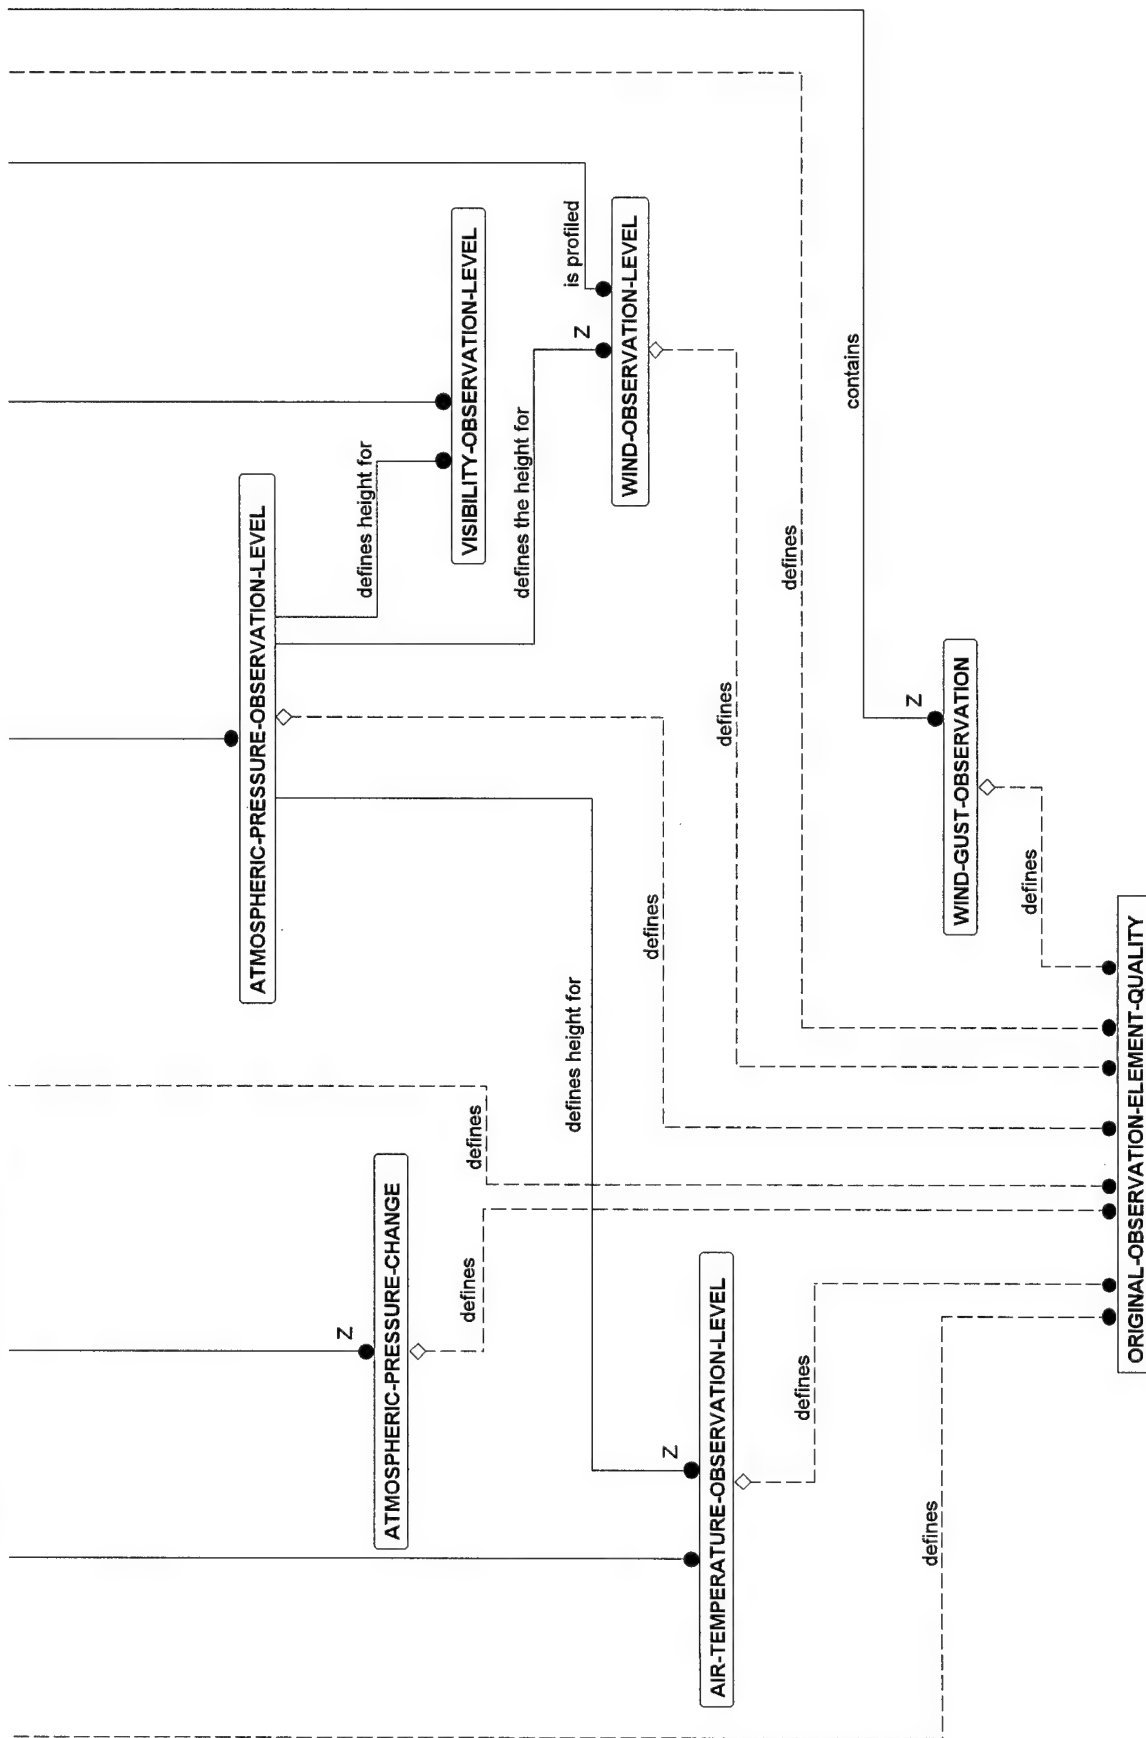 ATMOSPHERIC-PRESSURE-OBSERVATION-LEVEL
Z
defines height for
ATMOSPHERIC-PRESSURE-CHANGE
VISIBILITY-OBSERVATION-LEVEL
defines
defines
defines the height for
defines height for
is profiled
Z
WIND-OBSERVATION-LEVEL
defines
Z
AIR-TEMPERATURE-OBSERVATION-LEVEL
defines
defines
defines
contains
Z
defines
WIND-GUST-OBSERVATION
defines
ORIGINAL-OBSERVATION-ELEMENT-QUALITY